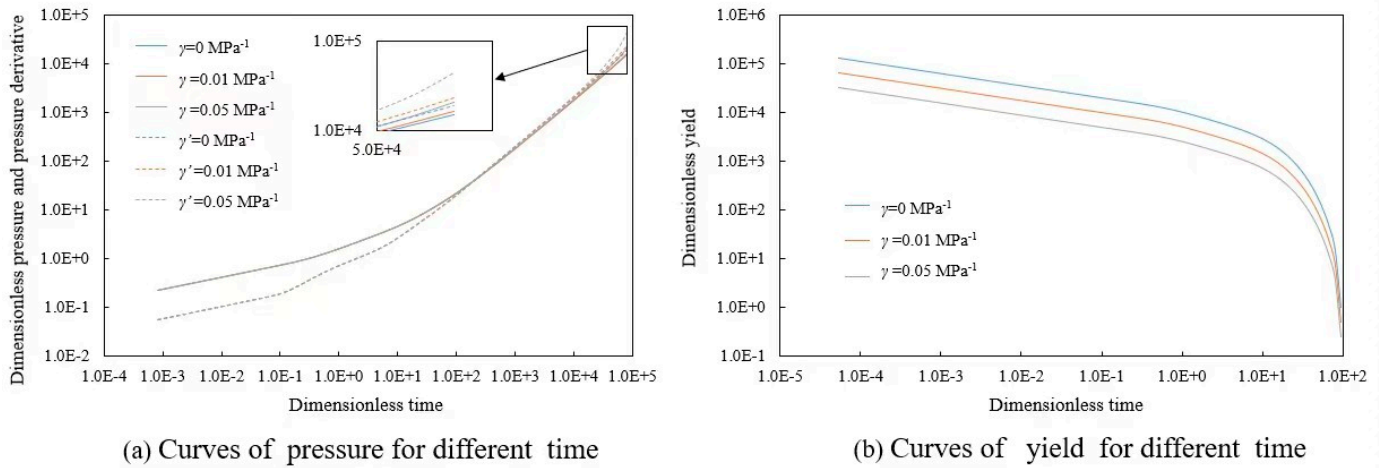 Dimensionless pressure and pressure derivative
1.0E+5
1.0E+4
1.0E+3
1.0E+2
1.0E+1
1.0E+0
1.0E-1
1.0E-2
γ=0 MPa⁻¹
γ =0.01 MPa⁻¹
γ =0.05 MPa⁻¹
γ′=0 MPa⁻¹
γ′=0.01 MPa⁻¹
γ′=0.05 MPa⁻¹
1.0E+5
1.0E+4
5.0E+4
1.0E-4 1.0E-3 1.0E-2 1.0E-1 1.0E+0 1.0E+1 1.0E+2 1.0E+3 1.0E+4 1.0E+5
Dimensionless time
(a) Curves of pressure for different time
Dimensionless yield
1.0E+6
1.0E+5
1.0E+4
1.0E+3
1.0E+2
1.0E+1
1.0E+0
1.0E-1
γ=0 MPa⁻¹
γ =0.01 MPa⁻¹
γ =0.05 MPa⁻¹
1.0E-5 1.0E-4 1.0E-3 1.0E-2 1.0E-1 1.0E+0 1.0E+1 1.0E+2
Dimensionless time
(b) Curves of yield for different time